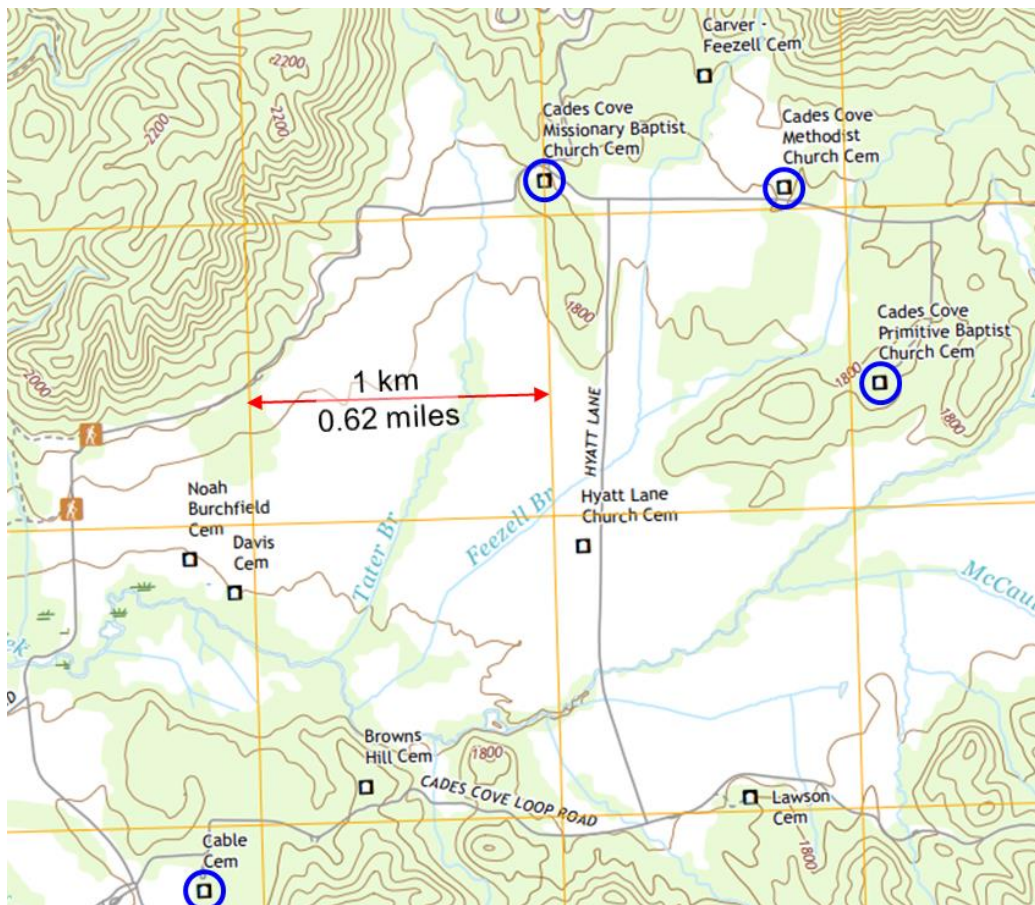 2200
2200
2200
Carver -
Feezell Cem
Cades Cove
Missionary Baptist
Church Cem
Cades Cove
Methodist
Church Cem
1800
Cades Cove
Primitive Baptist
Church Cem
1800
1800
2000
1 km
0.62 miles
HYATT LANE
Noah
Burchfield
Cem
Davis
Cem
Tater Br
Feezell Br
Hyatt Lane
Church Cem
McCau
ek
D
Browns
Hill Cem
1800
CADES COVE LOOP ROAD
Lawson
Cem
1800
Cable
Cem